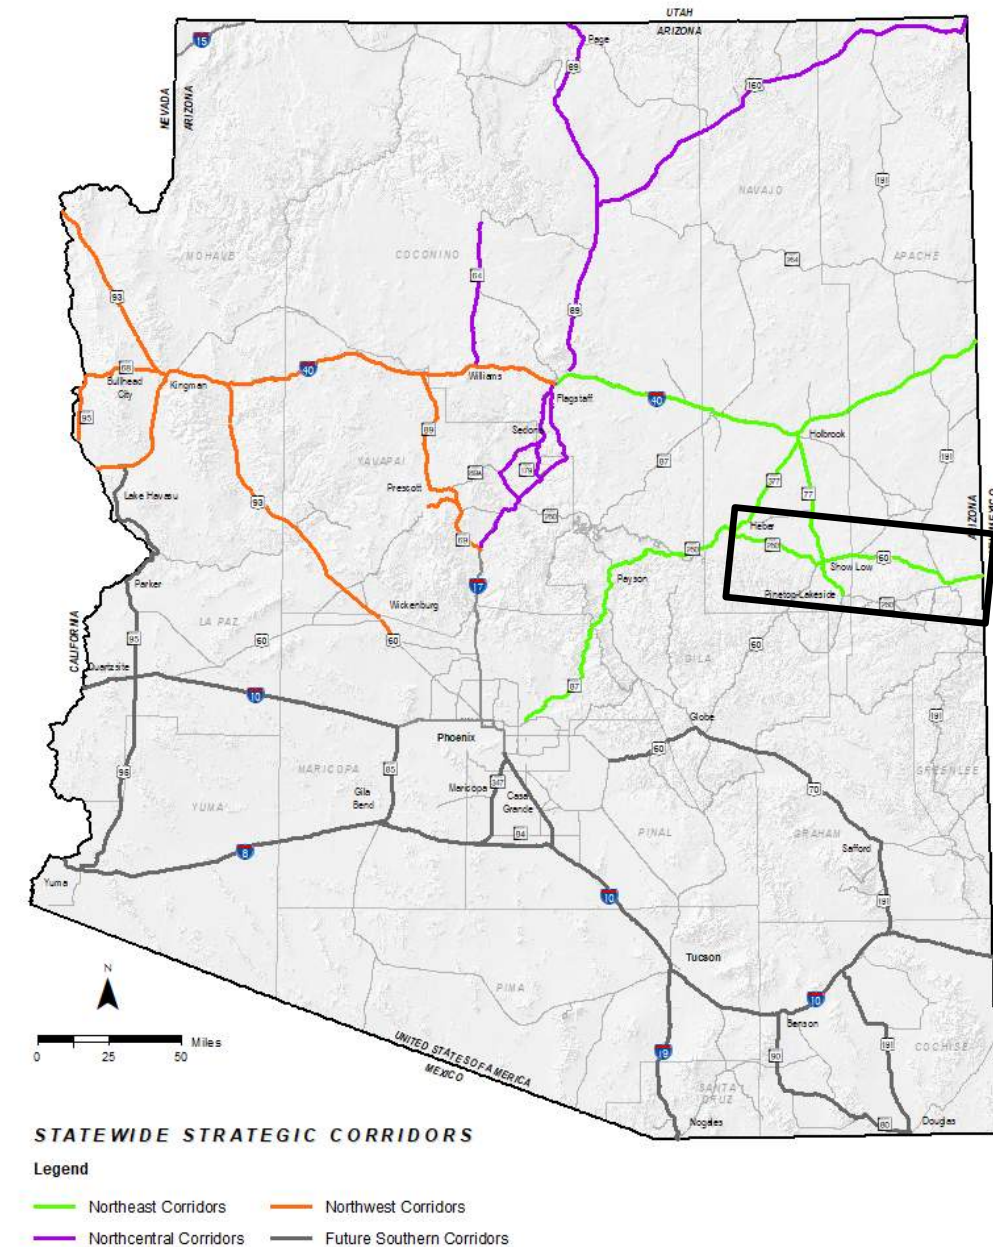 UTAH
ARIZONA
15
Page
89
160
NEVADA
ARIZONA
191
NAVAJO
MOHAVE
COCONINO
264
APACHE
64
93
89
68
Bullhead
City
Kingman
40
Williams
Flagstaff
40
95
89
Sedona
Holbrook
YAVAPAI
87
191
179
Prescott
377
77
Lake Havasu
93
260
Heber
ARIZONA
MEXICO
69
260
260
60
Show Low
Payson
Parker
17
Pinetop-Lakeside
260
Wickenburg
CALIFORNIA
LA PAZ
95
60
60
60
GILA
Quartzsite
87
10
191
Globe
Phoenix
60
MARICOPA
85
Maricopa
347
Casa
Grande
Gila
Bend
70
GREENLEE
95
YUMA
84
PINAL
GRAHAM
Safford
8
Yuma
10
191
Tucson
N
PIMA
10
Benson
0 25 50 Miles
UNITED STATES OF AMERICA
MEXICO
19
90
191
COCHISE
SANTA
CRUZ
Nogales
80
Douglas
STATEWIDE STRATEGIC CORRIDORS
Legend
Northeast Corridors
Northwest Corridors
Northcentral Corridors
Future Southern Corridors